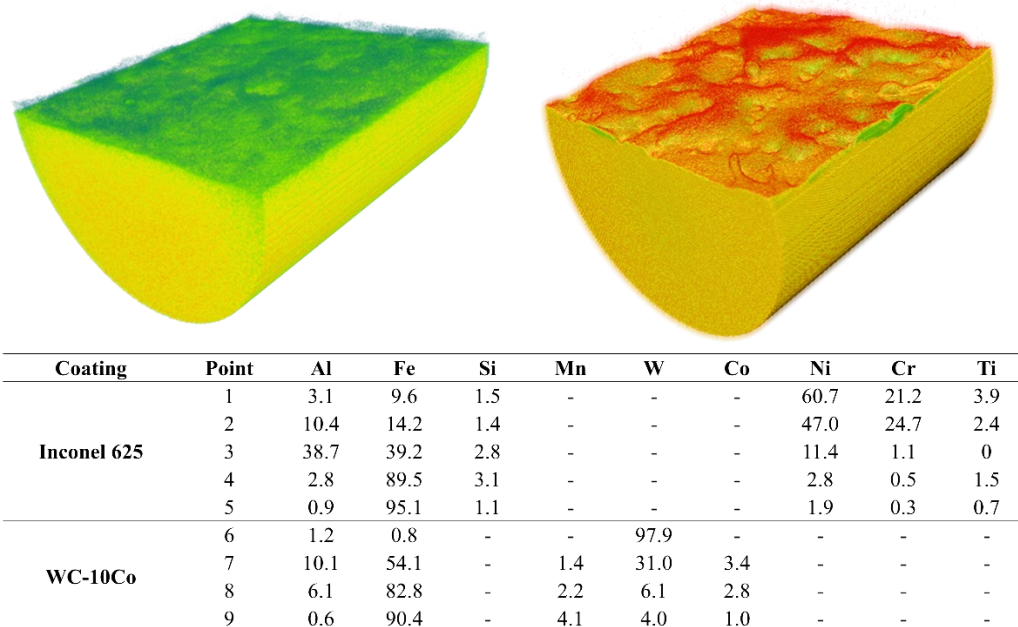 Coating Point Al Fe Si Mn W Co Ni Cr Ti
1 3.1 9.6 1.5 - - - 60.7 21.2 3.9
2 10.4 14.2 1.4 - - - 47.0 24.7 2.4
Inconel 625 3 38.7 39.2 2.8 - - - 11.4 1.1 0
4 2.8 89.5 3.1 - - - 2.8 0.5 1.5
5 0.9 95.1 1.1 - - - 1.9 0.3 0.7
6 1.2 0.8 - - 97.9 - - - -
WC-10Co
7 10.1 54.1 - 1.4 31.0 3.4 - - -
8 6.1 82.8 - 2.2 6.1 2.8 - - -
9 0.6 90.4 - 4.1 4.0 1.0 - - -